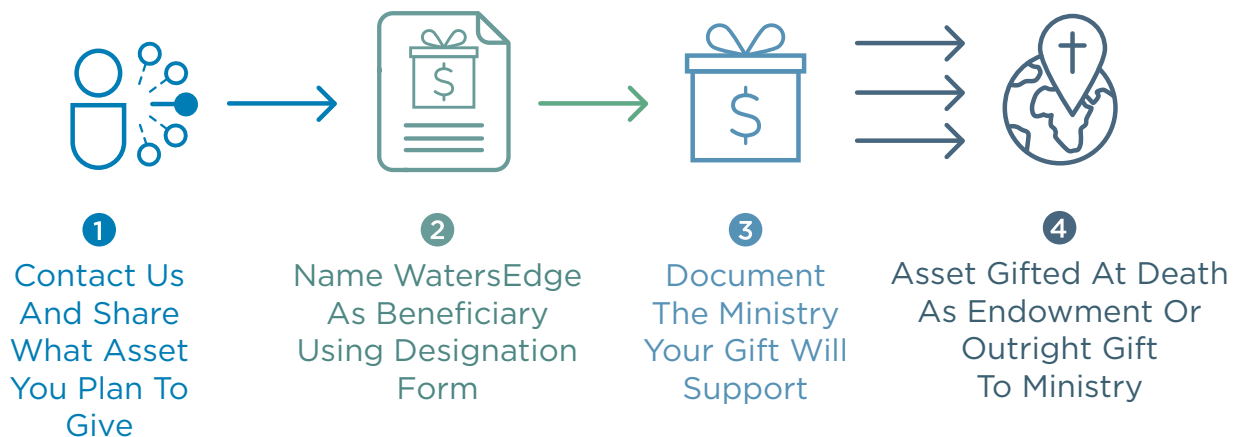 $
$
1
Contact Us
And Share
What Asset
You Plan To
Give
2
Name WatersEdge
As Beneficiary
Using Designation
Form
3
Document
The Ministry
Your Gift Will
Support
4
Asset Gifted At Death
As Endowment Or
Outright Gift
To Ministry